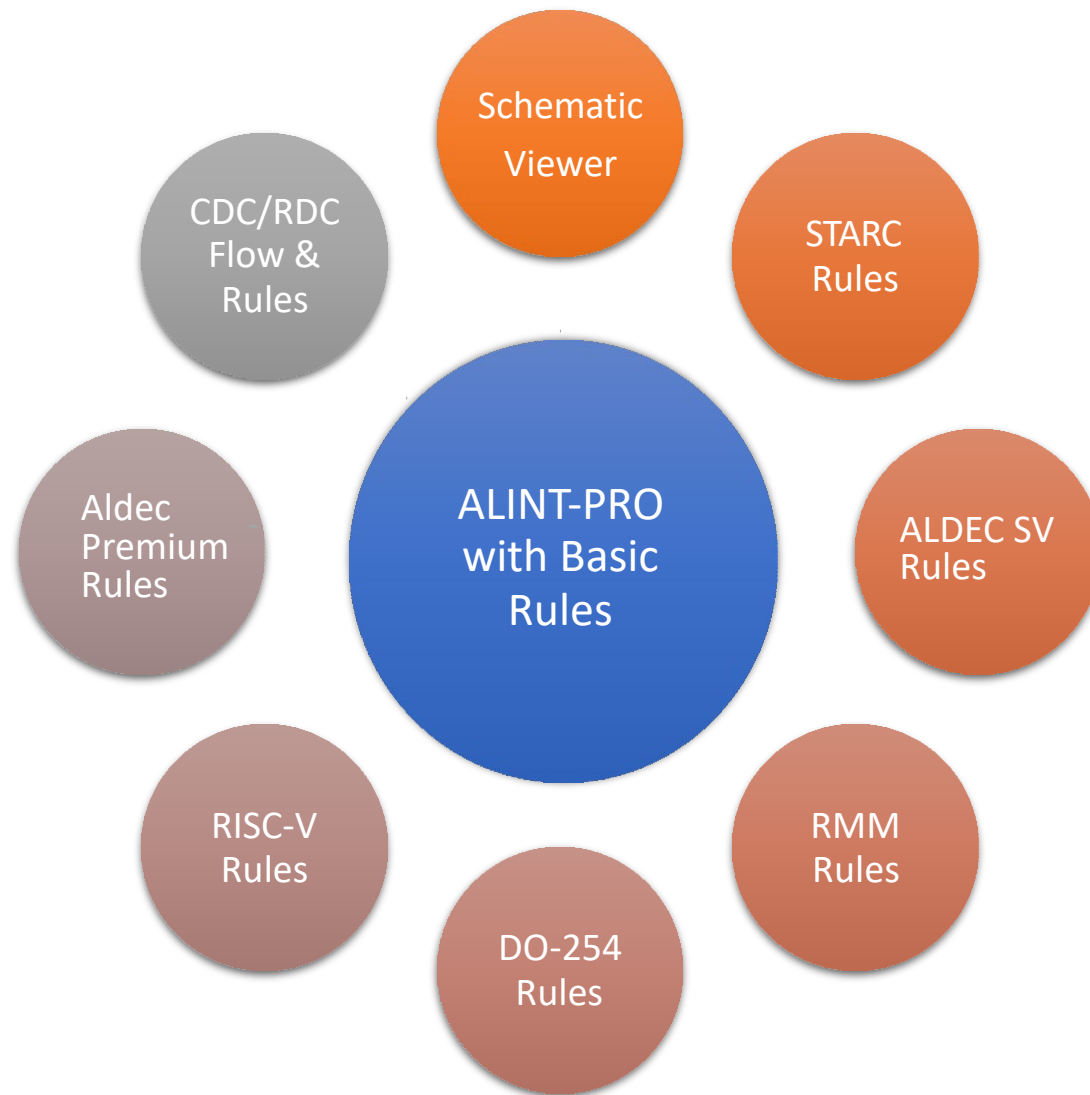 Schematic
Viewer
STARC
Rules
ALDEC SV
Rules
RMM
Rules
DO-254
Rules
RISC-V
Rules
Aldec
Premium
Rules
CDC/RDC
Flow &
Rules
ALINT-PRO
with Basic
Rules